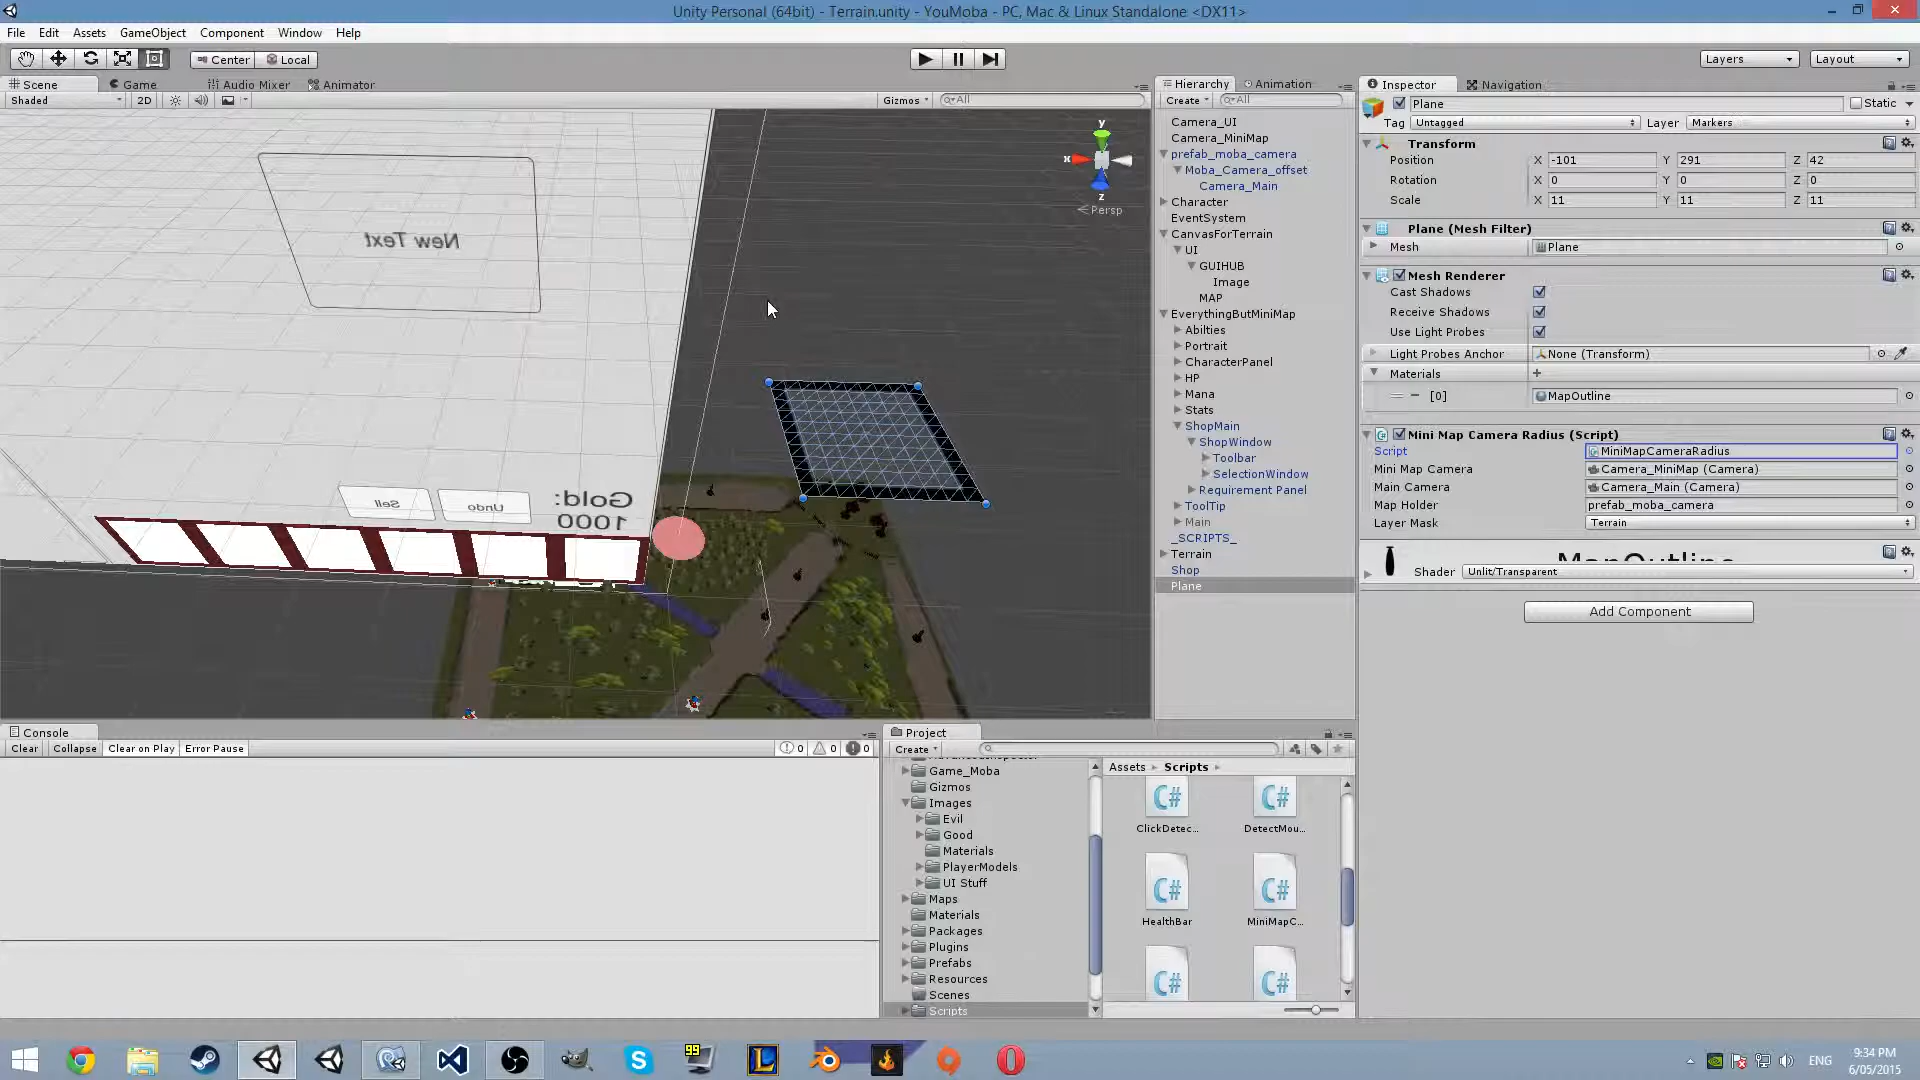 Unity Personal (64bit) - Terrain.unity - YouMoba - PC, Mac & Linux Standalone <DX11>
File Edit Assets GameObject Component Window Help
Center Local Layers Layout
Scene Game Audio Mixer Animator
Shaded 2D Gizmos All
y
x
z
Persp
New Text
Sell Undo Gold: 1000
Hierarchy Animation
Create All
Camera_UI
Camera_MiniMap
prefab_moba_camera
Moba_Camera_offset
Camera_Main
Character
EventSystem
CanvasForTerrain
UI
GUIHUB
Image
MAP
EverythingButMiniMap
Abilties
Portrait
CharacterPanel
HP
Mana
Stats
ShopMain
ShopWindow
Toolbar
SelectionWindow
Requirement Panel
ToolTip
Main
_SCRIPTS_
Terrain
Shop
Plane
Inspector Navigation
Plane Static
Tag Untagged Layer Markers
Transform
Position X -101 Y 291 Z 42
Rotation X 0 Y 0 Z 0
Scale X 11 Y 11 Z 11
Plane (Mesh Filter)
Mesh Plane
Mesh Renderer
Cast Shadows
Receive Shadows
Use Light Probes
Light Probes Anchor None (Transform)
Materials
[0] MapOutline
Mini Map Camera Radius (Script)
Script MiniMapCameraRadius
Mini Map Camera Camera_MiniMap (Camera)
Main Camera Camera_Main (Camera)
Map Holder prefab_moba_camera
Layer Mask Terrain
MapOutline
Shader Unlit/Transparent
Add Component
Console
Clear Collapse Clear on Play Error Pause 0 0 0
Project
Create
Game_Moba
Gizmos
Images
Evil
Good
Materials
PlayerModels
UI Stuff
Maps
Materials
Packages
Plugins
Prefabs
Resources
Scenes
Scripts
Assets Scripts
ClickDetec... DetectMou...
HealthBar MiniMapC...
C# C#
C# C#
C# C#
99
ENG
9:34 PM
6/05/2015